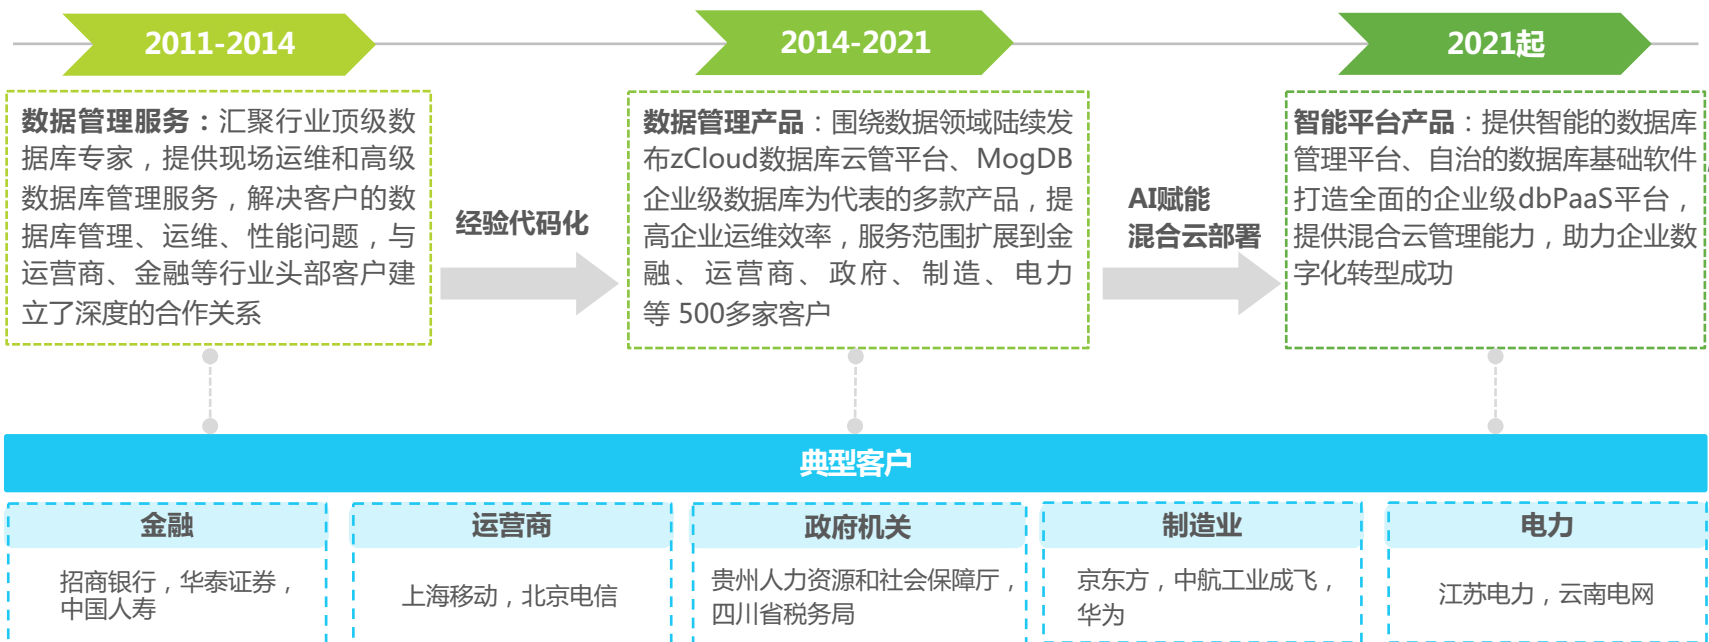 2011-2014
2014-2021
2021起
数据管理服务：汇聚行业顶级数
据库专家，提供现场运维和高级
数据库管理服务，解决客户的数
据库管理、运维、性能问题，与
运营商、金融等行业头部客户建
立了深度的合作关系
经验代码化
数据管理产品：围绕数据领域陆续发
布zCloud数据库云管平台、MogDB
企业级数据库为代表的多款产品，提
高企业运维效率，服务范围扩展到金
融、运营商、政府、制造、电力
等 500多家客户
AI赋能
混合云部署
智能平台产品：提供智能的数据库
管理平台、自治的数据库基础软件，
打造全面的企业级dbPaaS平台，
提供混合云管理能力，助力企业数
字化转型成功
典型客户
金融
招商银行，华泰证券，
中国人寿
运营商
上海移动，北京电信
政府机关
贵州人力资源和社会保障厅，
四川省税务局
制造业
京东方，中航工业成飞，
华为
电力
江苏电力，云南电网